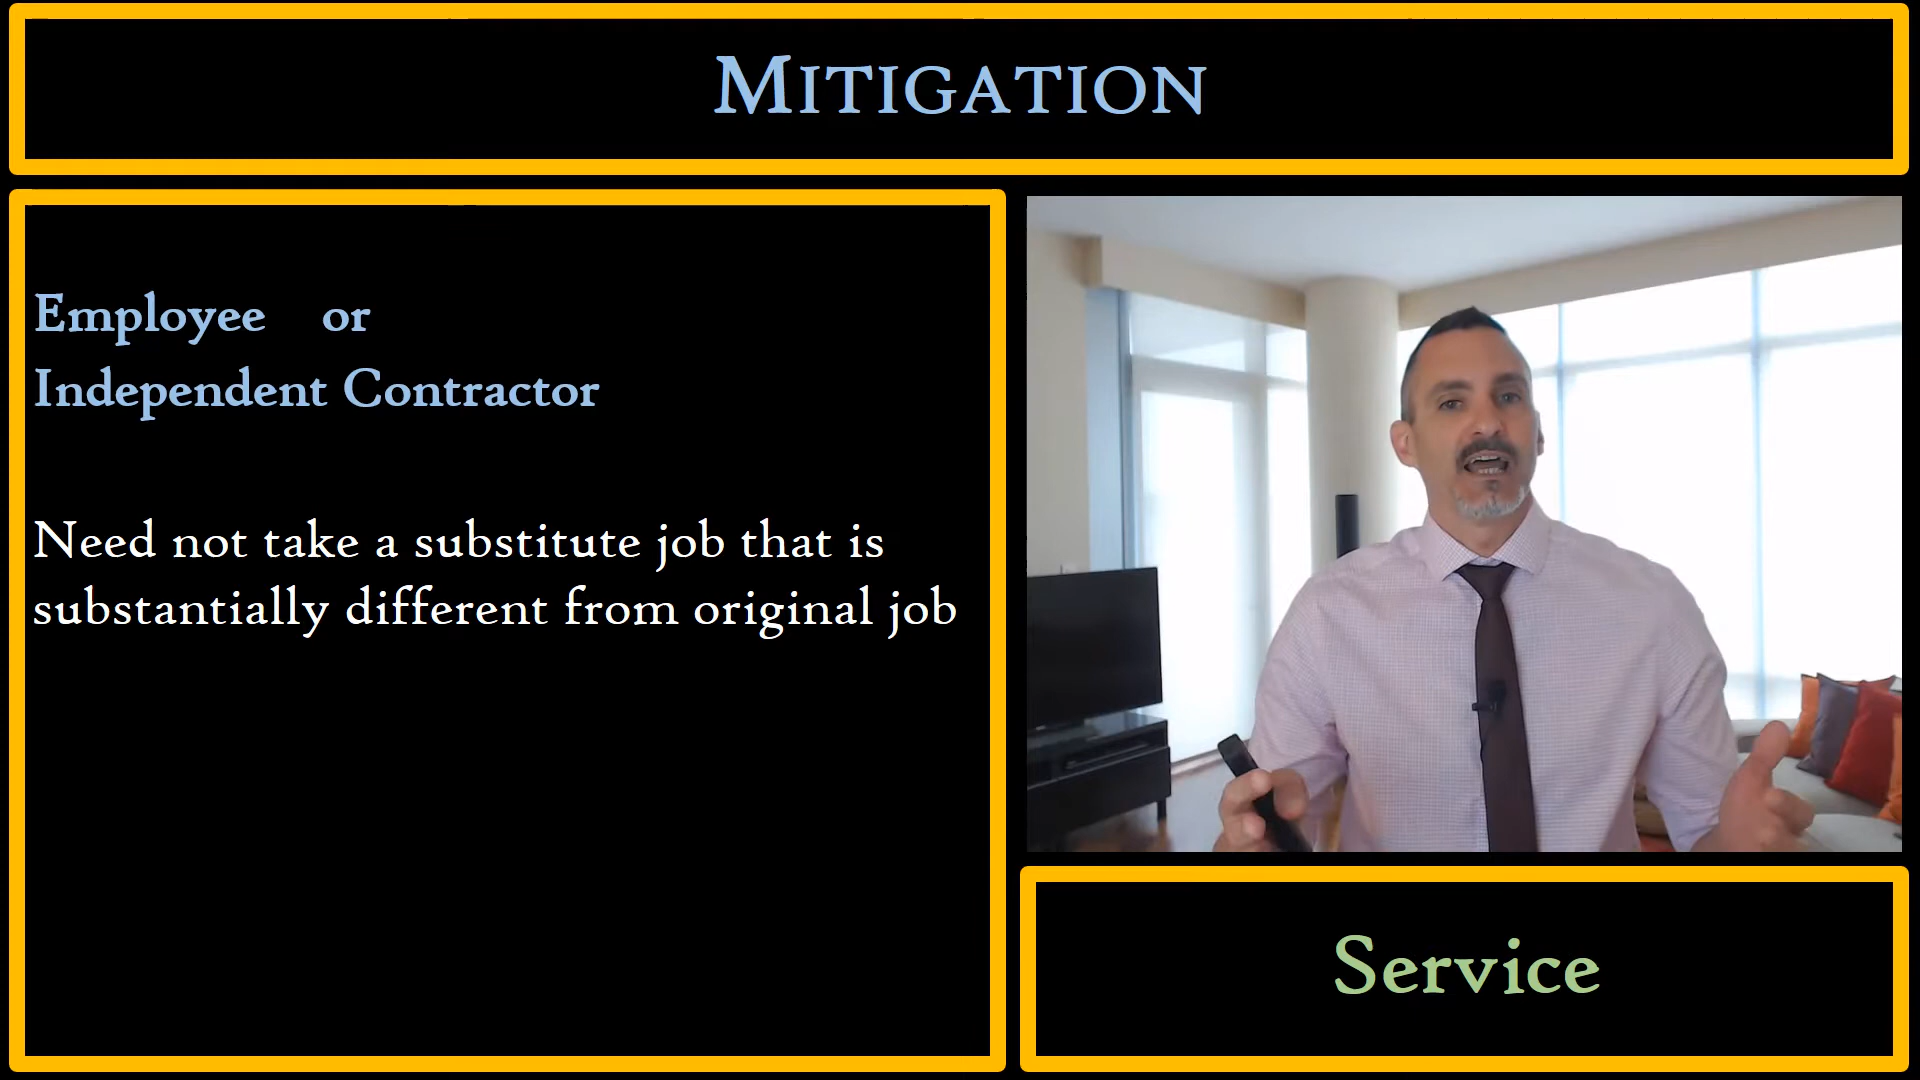 MITIGATION
Employee or
Independent Contractor
Need not take a substitute job that is
substantially different from original job
Service